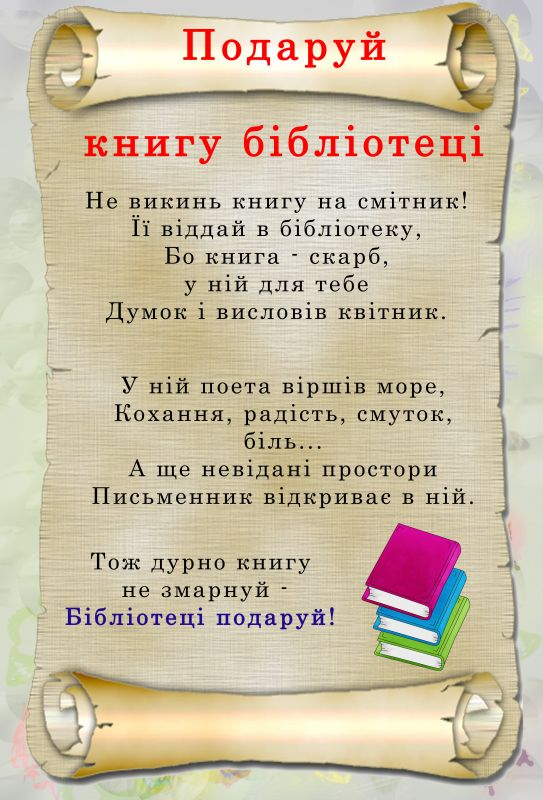 Подаруй
книгу бібліотеці
Не викинь книгу на смітник!
Її віддай в бібліотеку,
Бо книга - скарб,
у ній для тебе
Думок і висловів квітник.
У ній поета віршів море,
Кохання, радість, смуток,
біль...
А ще невідані простори
Письменник відкриває в ній.
Тож дурно книгу
не змарнуй -
Бібліотеці подаруй!